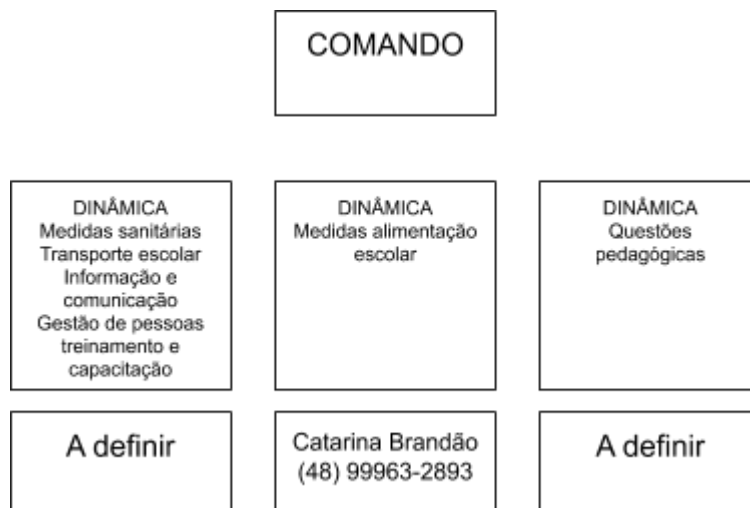 COMANDO
DINÂMICA
Medidas sanitárias
Transporte escolar
Informação e
comunicação
Gestão de pessoas
treinamento e
capacitação
DINÂMICA
Medidas alimentação
escolar
DINÂMICA
Questões
pedagógicas
A definir
Catarina Brandão
(48) 99963-2893
A definir